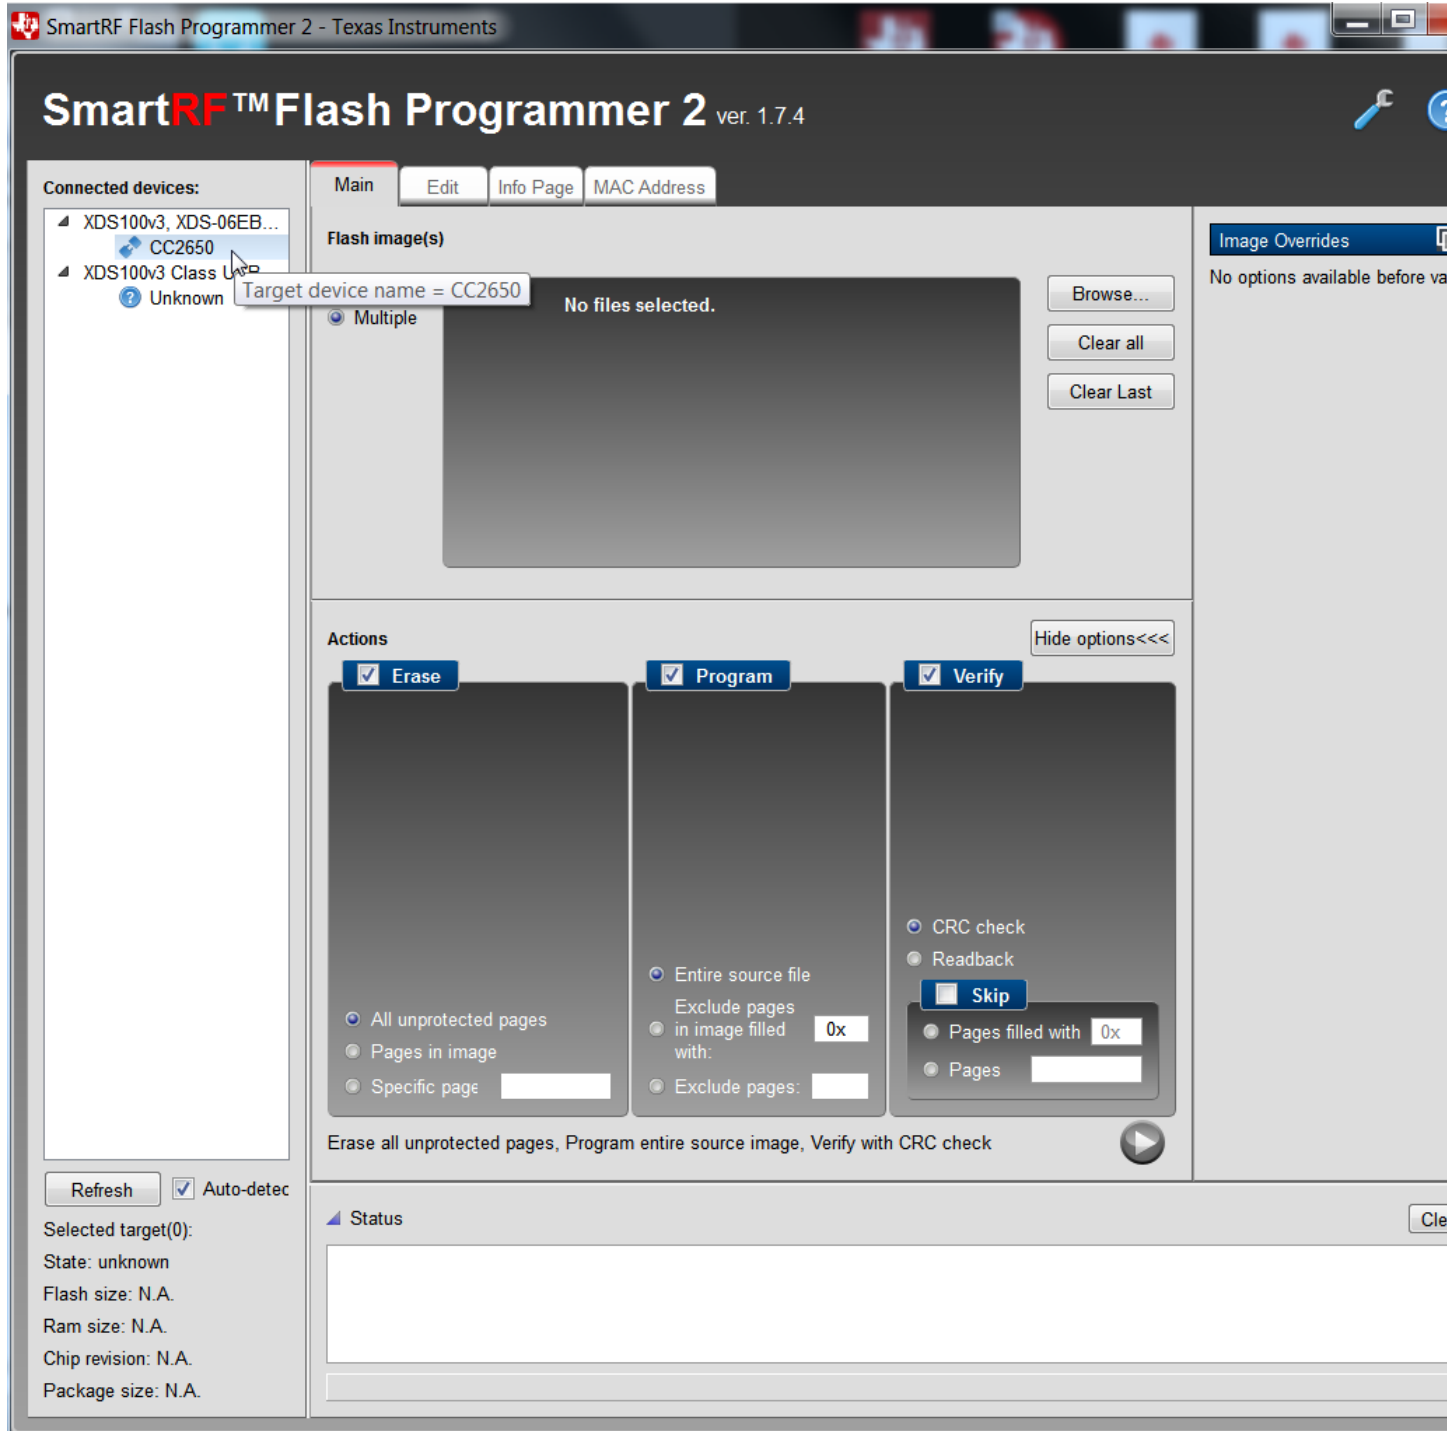 SmartRF Flash Programmer 2 - Texas Instruments
SmartRF™Flash Programmer 2 ver. 1.7.4
Connected devices:
XDS100v3, XDS-06EB...
CC2650
XDS100v3 Class
Unknown
Target device name = CC2650
Main
Edit
Info Page
MAC Address
Flash image(s)
Multiple
No files selected.
Browse...
Clear all
Clear Last
Image Overrides
No options available before va
Actions
Hide options<<<
Erase
All unprotected pages
Pages in image
Specific page
Program
Entire source file
Exclude pages
in image filled
with:
0x
Exclude pages:
Verify
CRC check
Readback
Skip
Pages filled with
0x
Pages
Erase all unprotected pages, Program entire source image, Verify with CRC check
Refresh
Auto-detec
Selected target(0):
State: unknown
Flash size: N.A.
Ram size: N.A.
Chip revision: N.A.
Package size: N.A.
Status
Cle